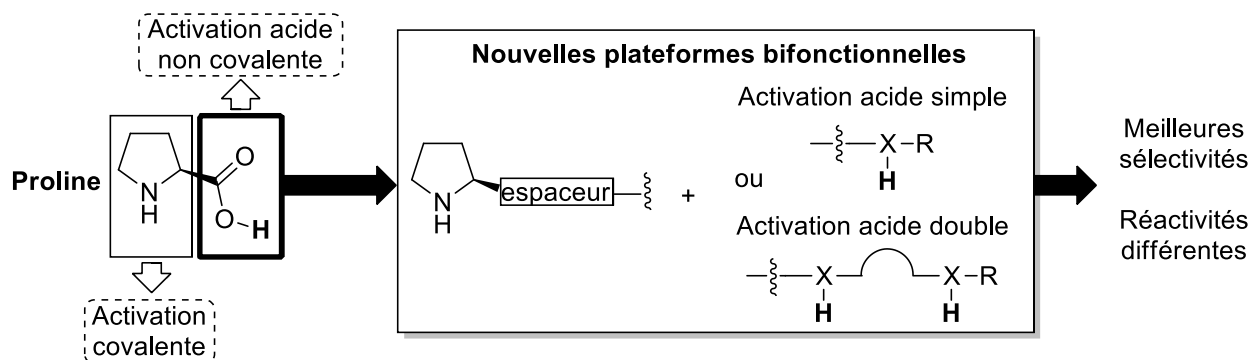 Activation acide
non covalente
Proline
N
H
O
O
H
Activation
covalente
Nouvelles plateformes bifonctionnelles
N
H
espaceur
+
Activation acide simple
X
R
H
ou
Activation acide double
X
H
X
R
H
Meilleures
sélectivités
Réactivités
différentes